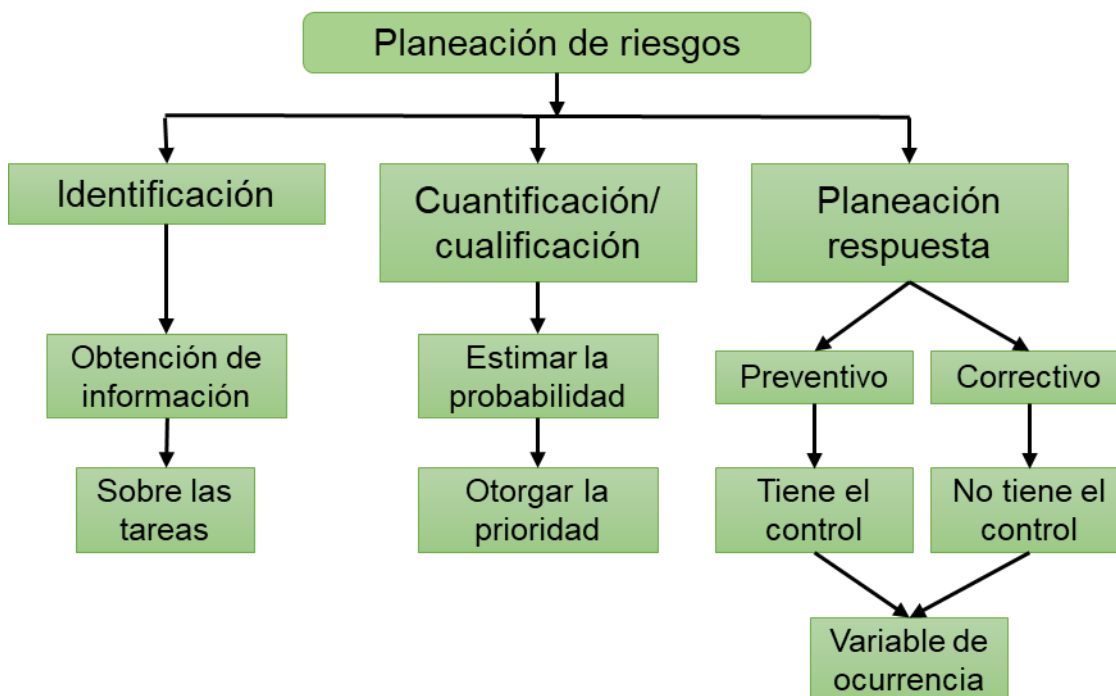 Planeación de riesgos
Identificación
Cuantificación/
cualificación
Planeación
respuesta
Obtención de
información
Estimar la
probabilidad
Preventivo
Correctivo
Sobre las
tareas
Otorgar la
prioridad
Tiene el
control
No tiene el
control
Variable de
ocurrencia